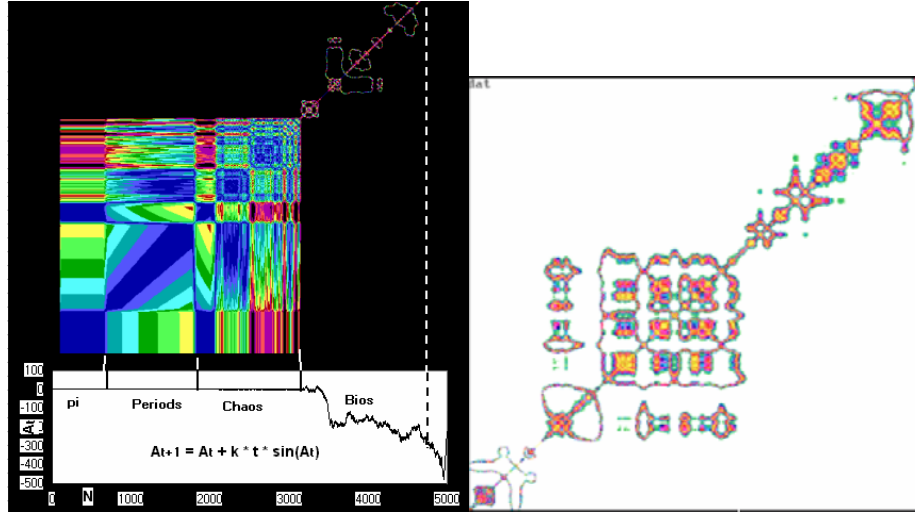 dat
100
0
-100
-200
-300
-400
-500
At
pi
Periods
Chaos
Bios
At+1 = At + k * t * sin(At)
0 N 1000 2000 3000 4000 5000